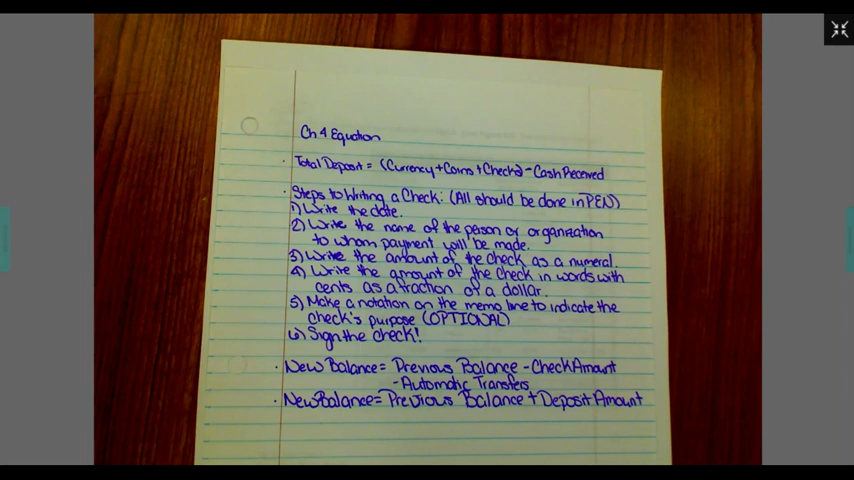 Ch 4 Equation
· Total Deposit = (Currency + Coins + Checks) - Cash Received
· Steps to Writing a Check: (All should be done in PEN)
1) Write the date.
2) Write the name of the person or organization
to whom payment will be made.
3) Write the amount of the check as a numeral.
4) Write the amount of the check in words with
cents as a fraction of a dollar.
5) Make a notation on the memo line to indicate the
check's purpose (OPTIONAL)
6) Sign the check!
· New Balance = Previous Balance - Check Amount
- Automatic Transfers
· New Balance = Previous Balance + Deposit Amount